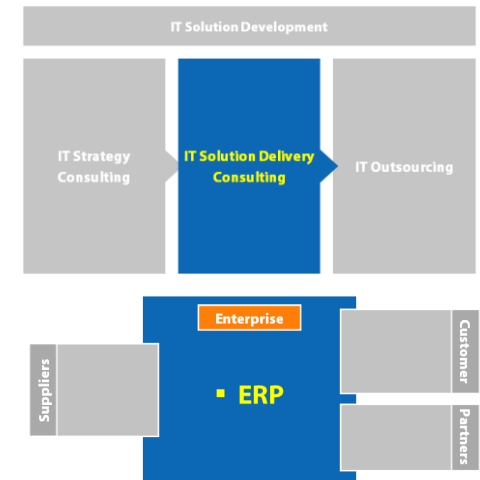 IT Solution Development
IT Strategy
Consulting
IT Solution Delivery
Consulting
IT Outsourcing
Enterprise
Suppliers
▪ ERP
Customer
Partners